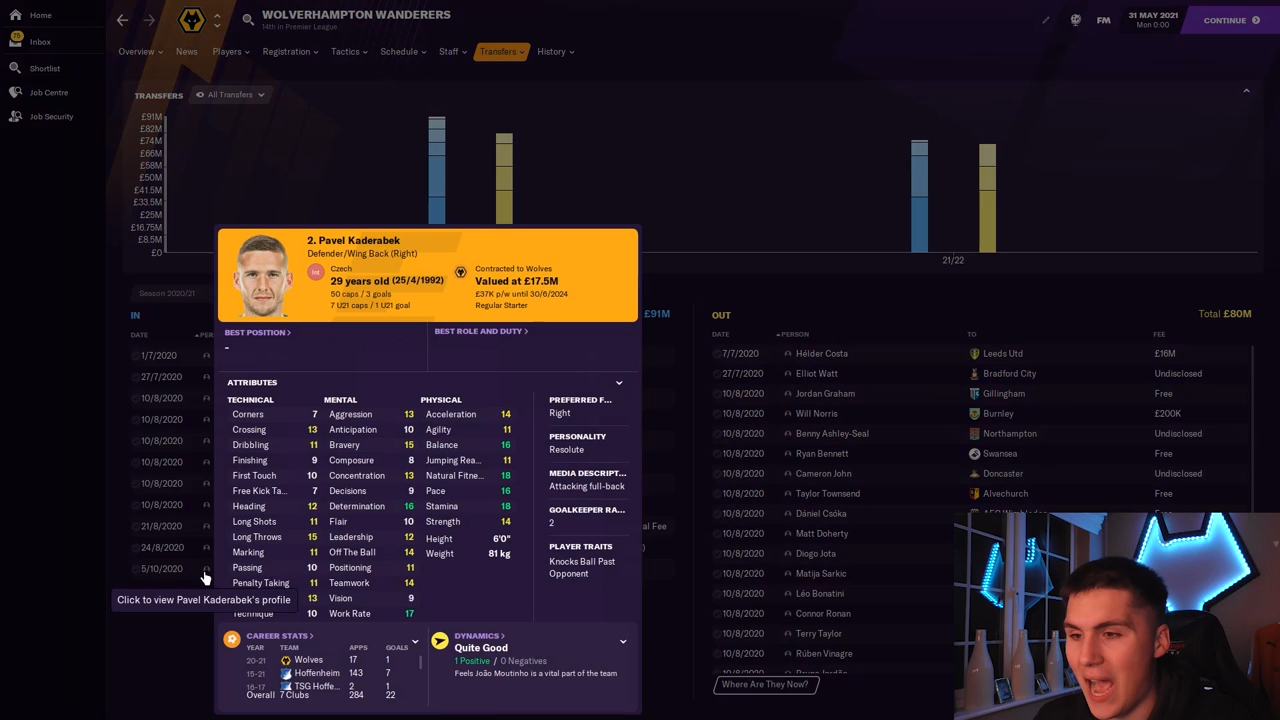 Home
Inbox
75
Shortlist
Job Centre
Job Security
WOLVERHAMPTON WANDERERS
14th in Premier League
FM
31 MAY 2021
Mon 0:00
CONTINUE
Overview
News
Players
Registration
Tactics
Schedule
Staff
Transfers
History
TRANSFERS
All Transfers
£91M
£82M
£74M
£66M
£58M
£50M
£41.5M
£33.5M
£25M
£16.75M
£8.5M
£0
21/22
Season 2020/21
IN
£91M
DATE
1/7/2020
27/7/2020
10/8/2020
10/8/2020
10/8/2020
10/8/2020
10/8/2020
10/8/2020
21/8/2020
24/8/2020
5/10/2020
Click to view Pavel Kaderabek's profile
2. Pavel Kaderabek
Defender/Wing Back (Right)
Int
Czech
29 years old (25/4/1992)
50 caps / 3 goals
7 U21 caps / 1 U21 goal
Contracted to Wolves
Valued at £17.5M
£37K p/w until 30/6/2024
Regular Starter
BEST POSITION >
-
BEST ROLE AND DUTY >
ATTRIBUTES
TECHNICAL MENTAL PHYSICAL
Corners 7 Aggression 13 Acceleration 14
Crossing 13 Anticipation 10 Agility 11
Dribbling 11 Bravery 15 Balance 16
Finishing 9 Composure 8 Jumping Rea... 11
First Touch 10 Concentration 13 Natural Fitne... 18
Free Kick Ta... 7 Decisions 9 Pace 16
Heading 12 Determination 16 Stamina 18
Long Shots 11 Flair 10 Strength 14
Long Throws 15 Leadership 12 Height 6'0"
Marking 11 Off The Ball 14 Weight 81 kg
Passing 10 Positioning 11
Penalty Taking 11 Teamwork 14
13 Vision 9
Technique 10 Work Rate 17
PREFERRED F...
Right
PERSONALITY
Resolute
MEDIA DESCRIPT...
Attacking full-back
GOALKEEPER RA...
2
PLAYER TRAITS
Knocks Ball Past
Opponent
CAREER STATS >
YEAR TEAM APPS GOALS
20-21 Wolves 17 1
15-21 Hoffenheim 143 7
16-17 TSG Hoffe... 2 1
Overall 7 Clubs 284 22
DYNAMICS >
Quite Good
1 Positive / 0 Negatives
Feels João Moutinho is a vital part of the team
al Fee
OUT
Total £80M
DATE PERSON TO FEE
7/7/2020 Hélder Costa Leeds Utd £16M
27/7/2020 Elliot Watt Bradford City Undisclosed
10/8/2020 Jordan Graham Gillingham Free
10/8/2020 Will Norris Burnley £200K
10/8/2020 Benny Ashley-Seal Northampton Undisclosed
10/8/2020 Ryan Bennett Swansea Free
10/8/2020 Cameron John Doncaster Undisclosed
10/8/2020 Taylor Townsend Alvechurch Free
10/8/2020 Dániel Csóka
10/8/2020 Matt Doherty
10/8/2020 Diogo Jota
10/8/2020 Matija Sarkic
10/8/2020 Léo Bonatini
10/8/2020 Connor Ronan
10/8/2020 Terry Taylor
10/8/2020 Rúben Vinagre
Where Are They Now?